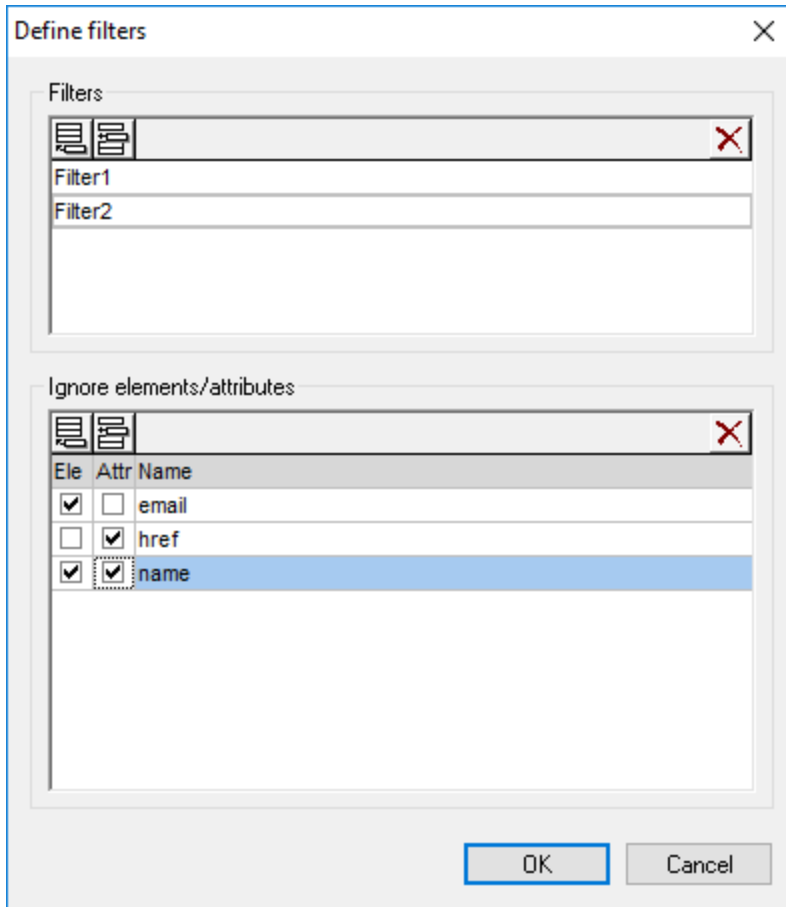 Define filters
Filters
Filter1
Filter2
Ignore elements/attributes
Ele Attr Name
email
href
name
OK Cancel